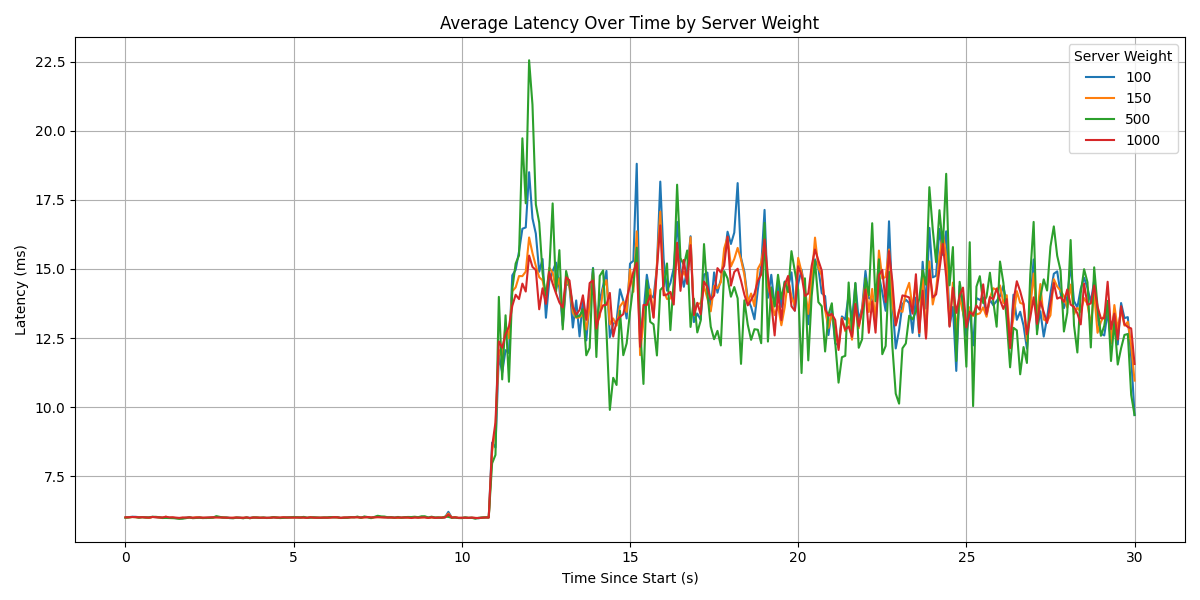 Average Latency Over Time by Server Weight
Latency (ms)
22.5
20.0
17.5
15.0
12.5
10.0
7.5
Server Weight
100
150
500
1000
0 5 10 15 20 25 30
Time Since Start (s)